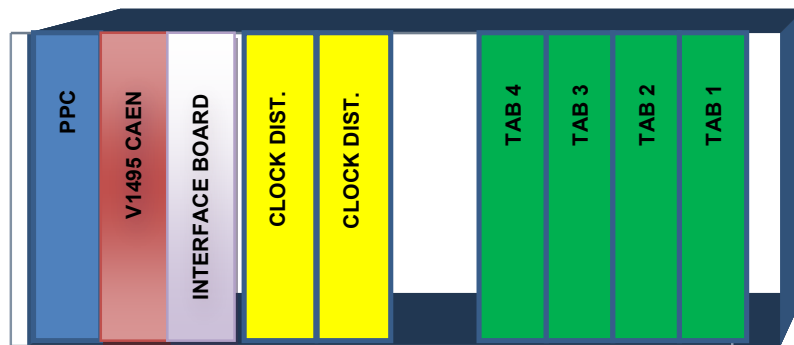 PPC
V1495 CAEN
INTERFACE BOARD
CLOCK DIST.
CLOCK DIST.
TAB 4
TAB 3
TAB 2
TAB 1